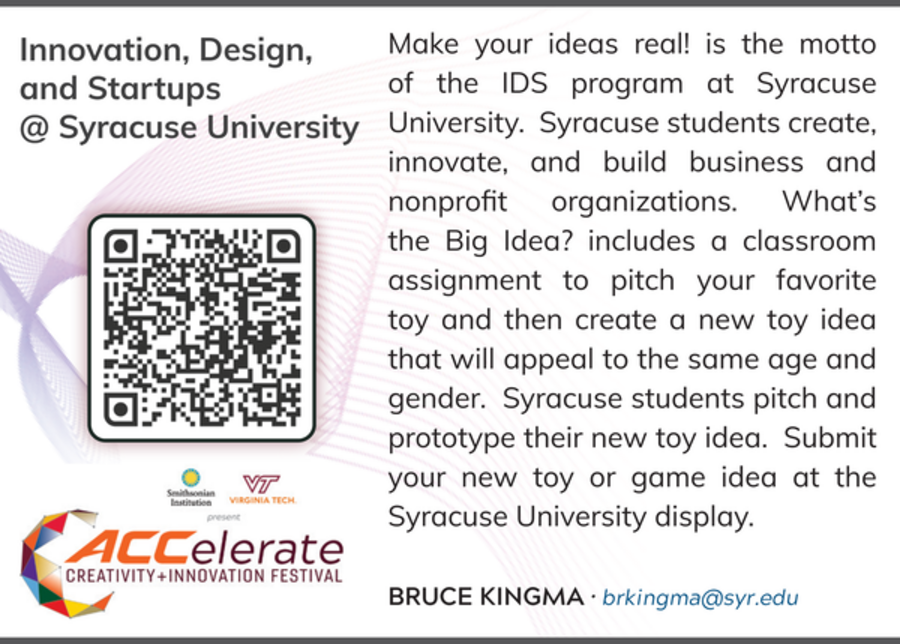 Innovation, Design,
and Startups
@ Syracuse University
Make your ideas real! is the motto
of the IDS program at Syracuse
University. Syracuse students create,
innovate, and build business and
nonprofit organizations. What's
the Big Idea? includes a classroom
assignment to pitch your favorite
toy and then create a new toy idea
that will appeal to the same age and
gender. Syracuse students pitch and
prototype their new toy idea. Submit
your new toy or game idea at the
Syracuse University display.
BRUCE KINGMA · brkingma@syr.edu
Smithsonian
Institution
VT
VIRGINIA TECH.
present
ACCelerate
CREATIVITY+INNOVATION FESTIVAL